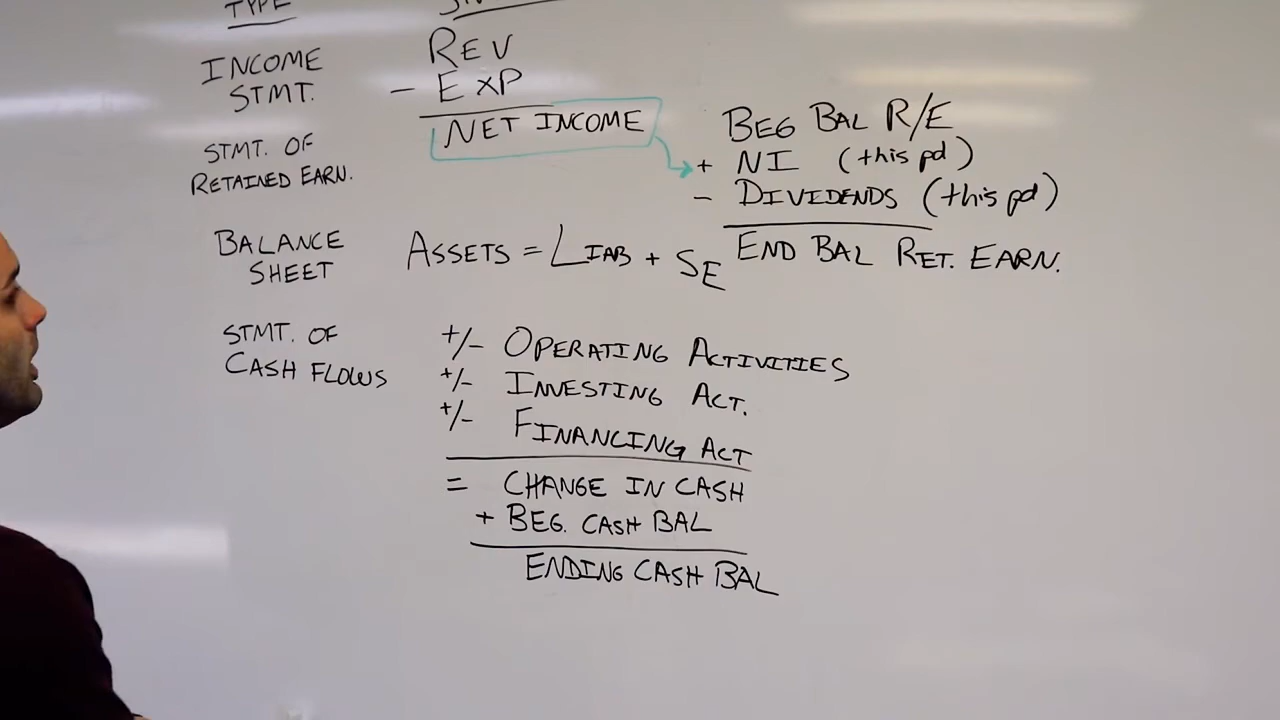 TYPE
INCOME
STMT.
REV
- EXP
NET INCOME
STMT. OF
RETAINED EARN.
BEG BAL R/E
+ NI (this pd)
- DIVIDENDS (this pd)
END BAL RET. EARN.
BALANCE
SHEET
ASSETS = LIAB + SE
STMT. OF
CASH FLOWS
+/- OPERATING ACTIVITIES
+/- INVESTING ACT.
+/- FINANCING ACT
= CHANGE IN CASH
+ BEG. CASH BAL
ENDING CASH BAL